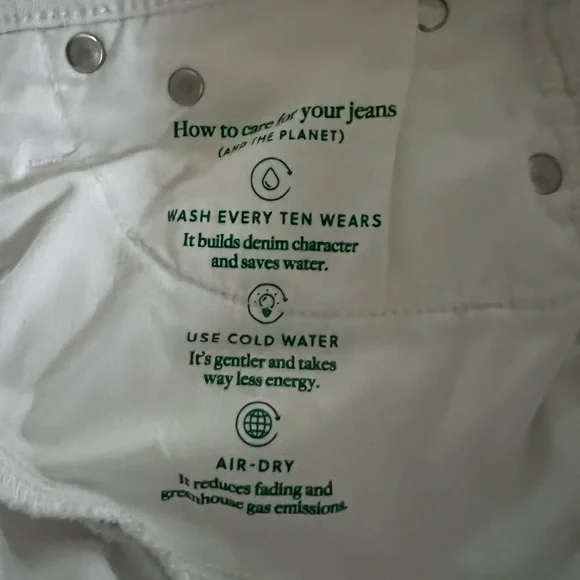 How to care for your jeans
(AND THE PLANET)
WASH EVERY TEN WEARS
It builds denim character
and saves water.
USE COLD WATER
It's gentler and takes
way less energy.
AIR-DRY
It reduces fading and
greenhouse gas emissions.